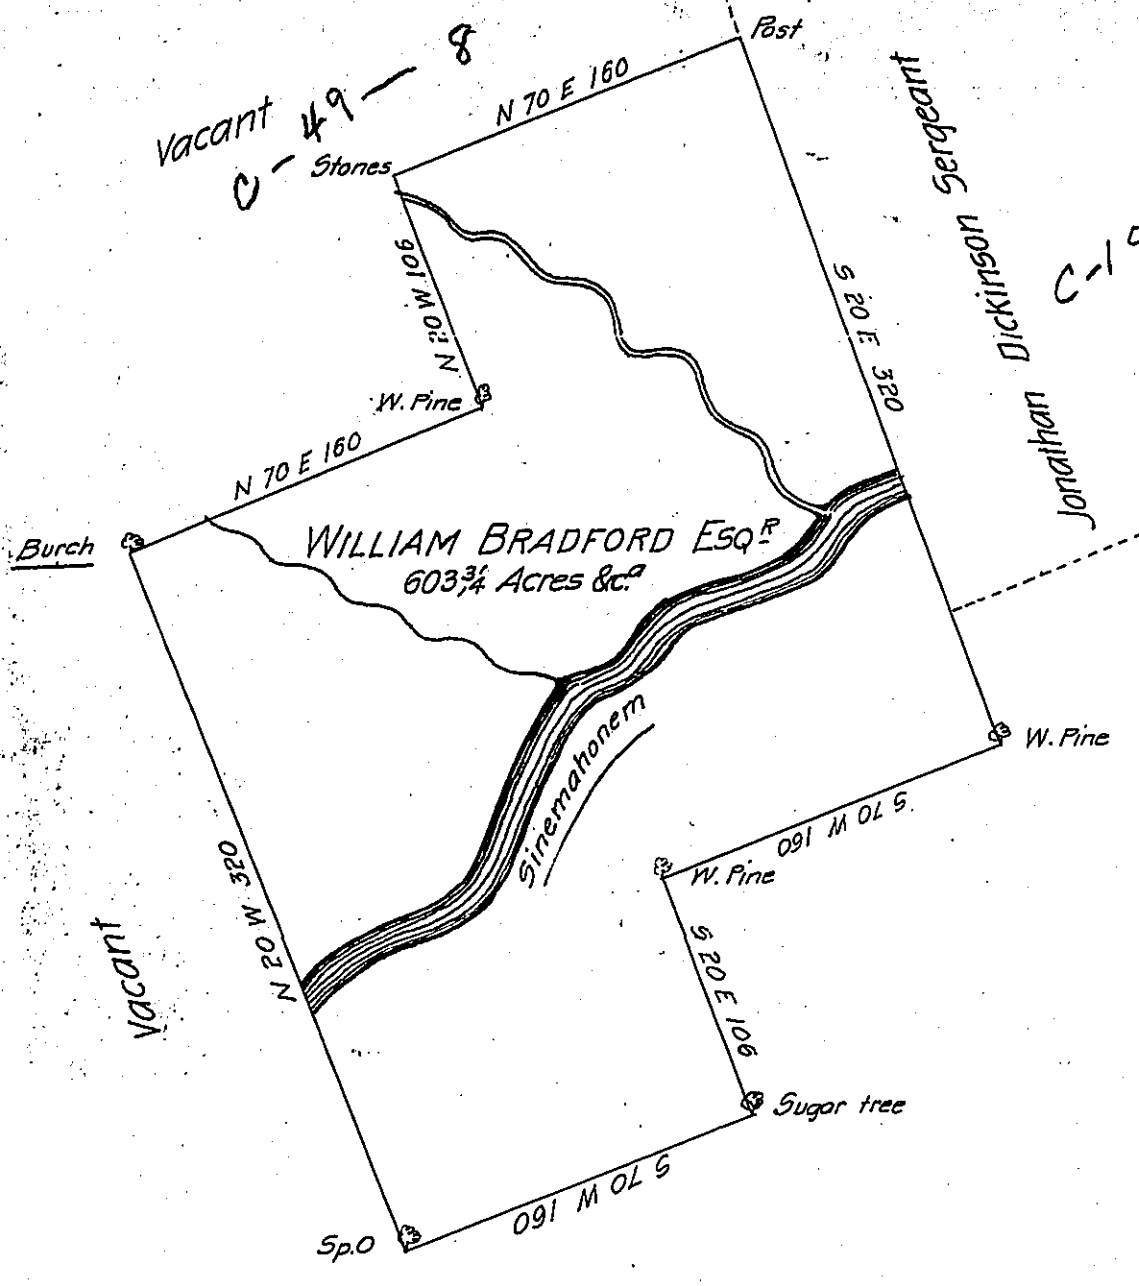 Post
8
N 70 E 160
Vacant
C-49-8
Stones
N 20 W 106
Jonathan Dickinson Sergeant
S 20 E 320
W. Pine
N 70 E 160
Burch
WILLIAM BRADFORD ESQR
603 3/4 Acres &c.a
Sinemahonem
W. Pine
S 70 W 160
W. Pine
N 20 W 320
Vacant
S 20 E 106
Sugar tree
S 70 W 160
Sp.O